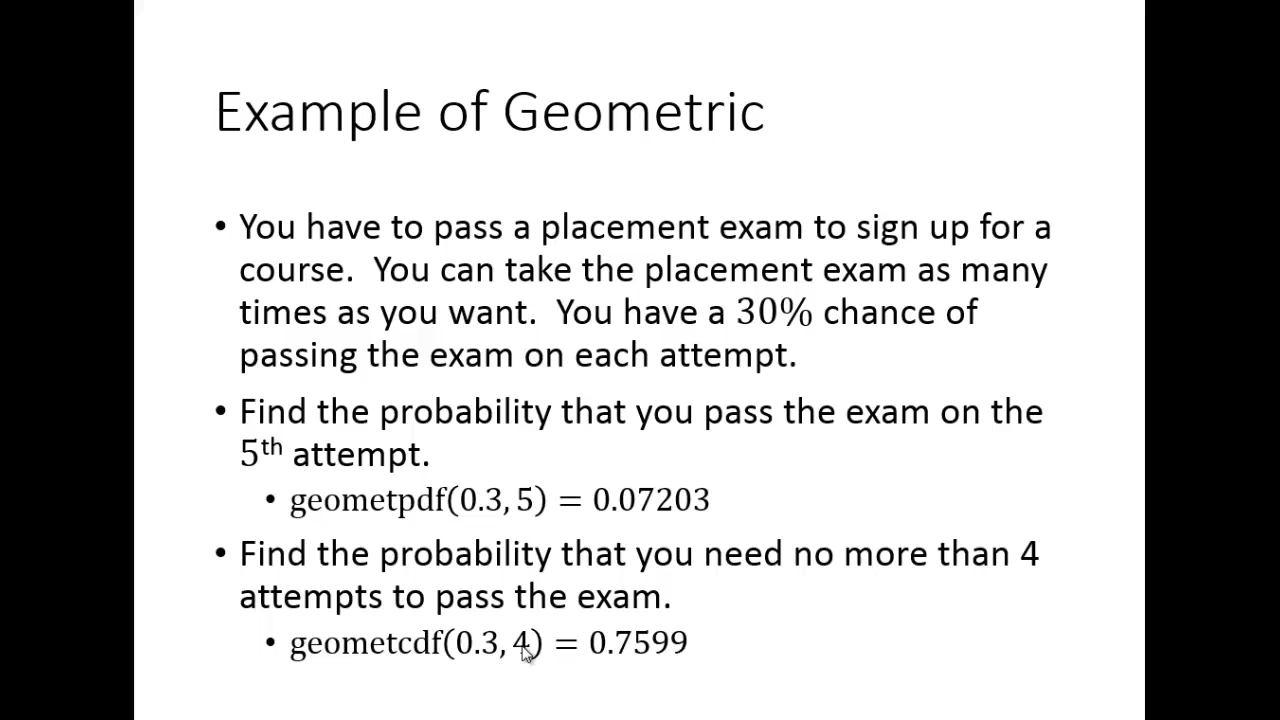 Example of Geometric
• You have to pass a placement exam to sign up for a
course. You can take the placement exam as many
times as you want. You have a 30% chance of
passing the exam on each attempt.
• Find the probability that you pass the exam on the
5th attempt.
• geometpdf(0.3, 5) = 0.07203
• Find the probability that you need no more than 4
attempts to pass the exam.
• geometcdf(0.3, 4) = 0.7599